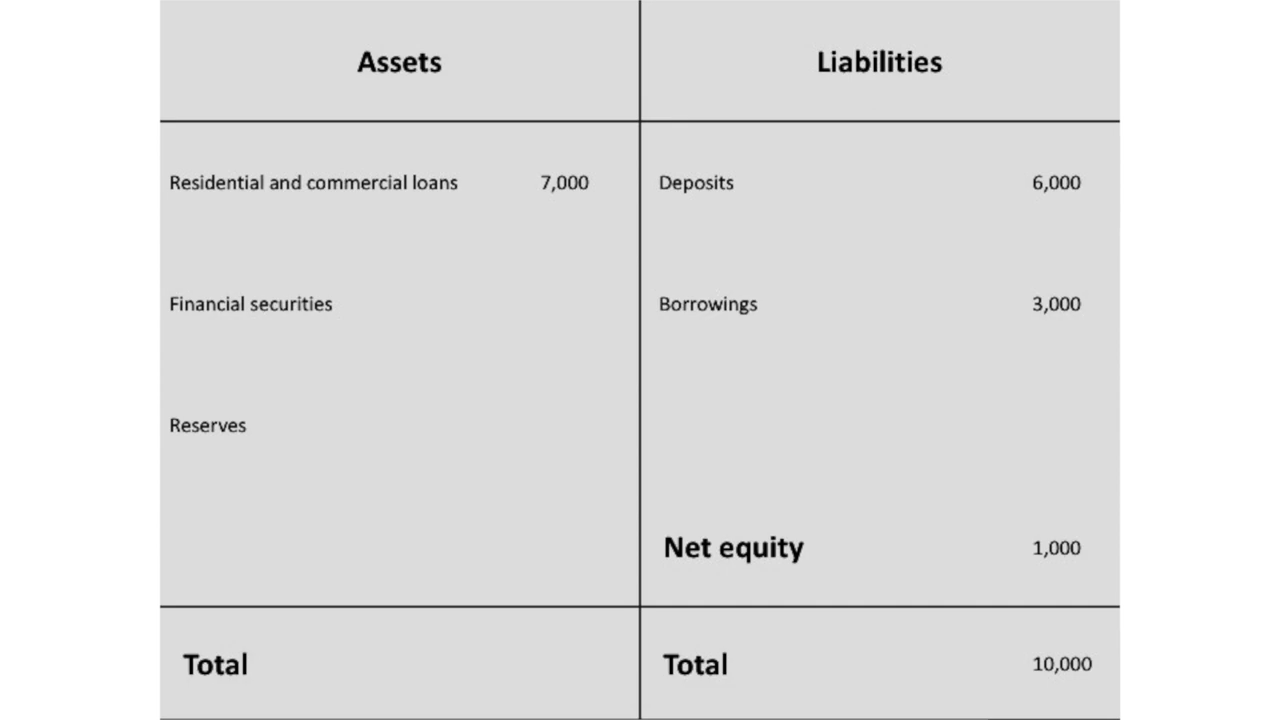 Assets
Liabilities
Residential and commercial loans 7,000
Deposits 6,000
Financial securities
Borrowings 3,000
Reserves
Net equity 1,000
Total
Total 10,000